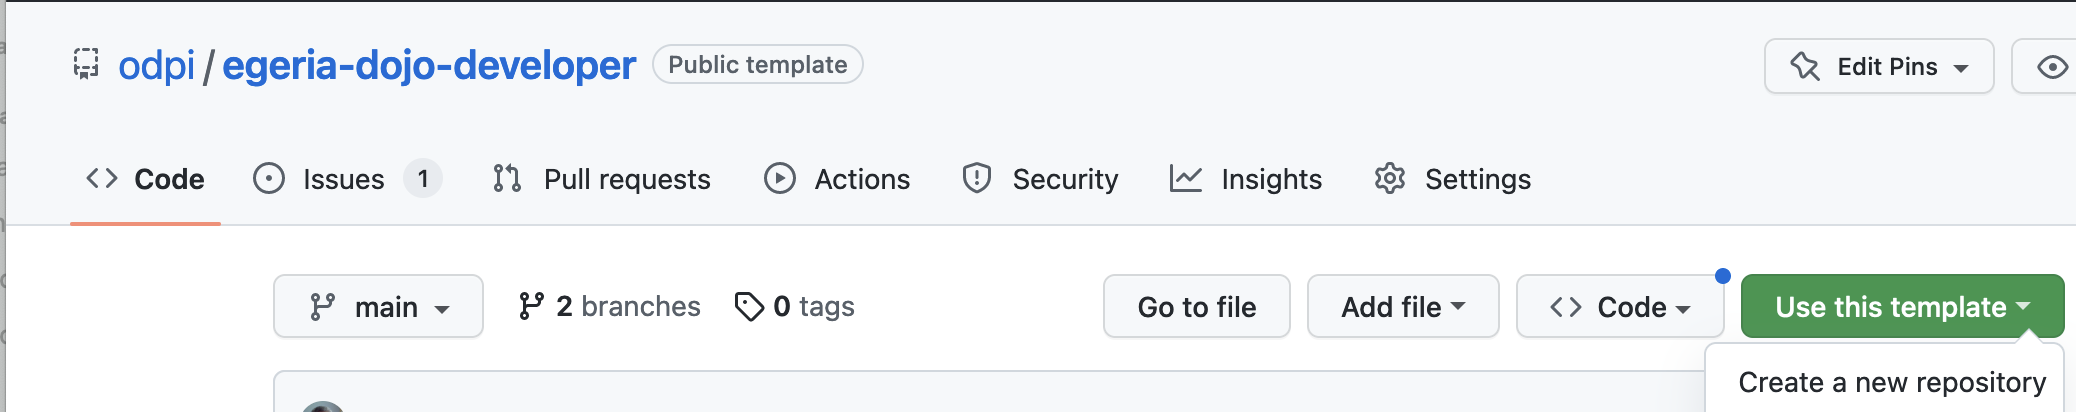 odpi / egeria-dojo-developer Public template Edit Pins
Code Issues 1 Pull requests Actions Security Insights Settings
main 2 branches 0 tags Go to file Add file Code Use this template
Create a new repository